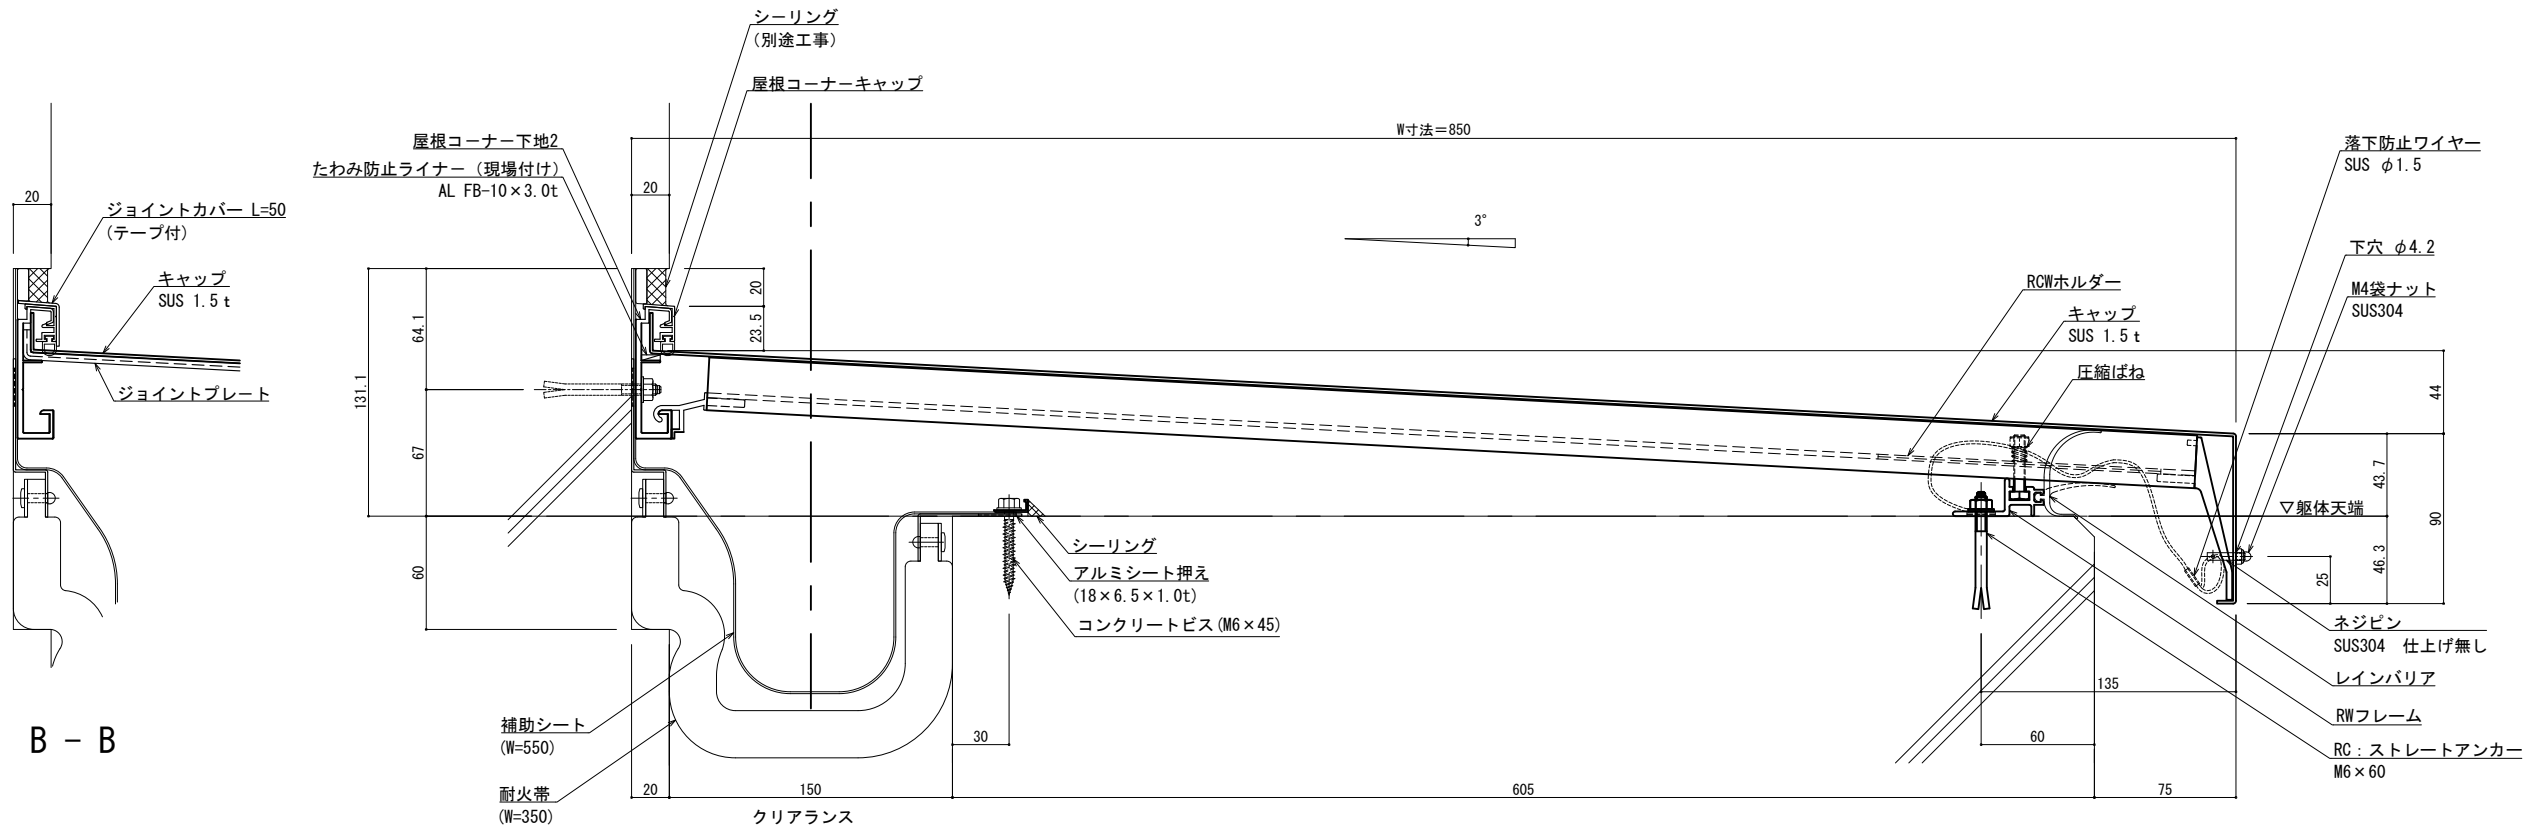 シーリング
(別途工事)
屋根コーナーキャップ
屋根コーナー下地2
たわみ防止ライナー（現場付け）
AL FB-10×3.0t
W寸法＝850
落下防止ワイヤー
SUS φ1.5
20
20
ジョイントカバー L=50
(テープ付)
3°
下穴 φ4.2
キャップ
SUS 1.5t
RCWホルダー
M4袋ナット
SUS304
20
23.5
64.1
キャップ
SUS 1.5t
圧縮ばね
ジョイントプレート
131.1
44
67
43.7
▽躯体天端
90
シーリング
アルミシート押え
(18×6.5×1.0t)
コンクリートビス(M6×45)
60
25
46.3
ネジピン
SUS304　仕上げ無し
レインバリア
135
補助シート
(W=550)
RWフレーム
30
60
RC：ストレートアンカー
M6×60
B - B
耐火帯
(W=350)
20
150
605
75
クリアランス